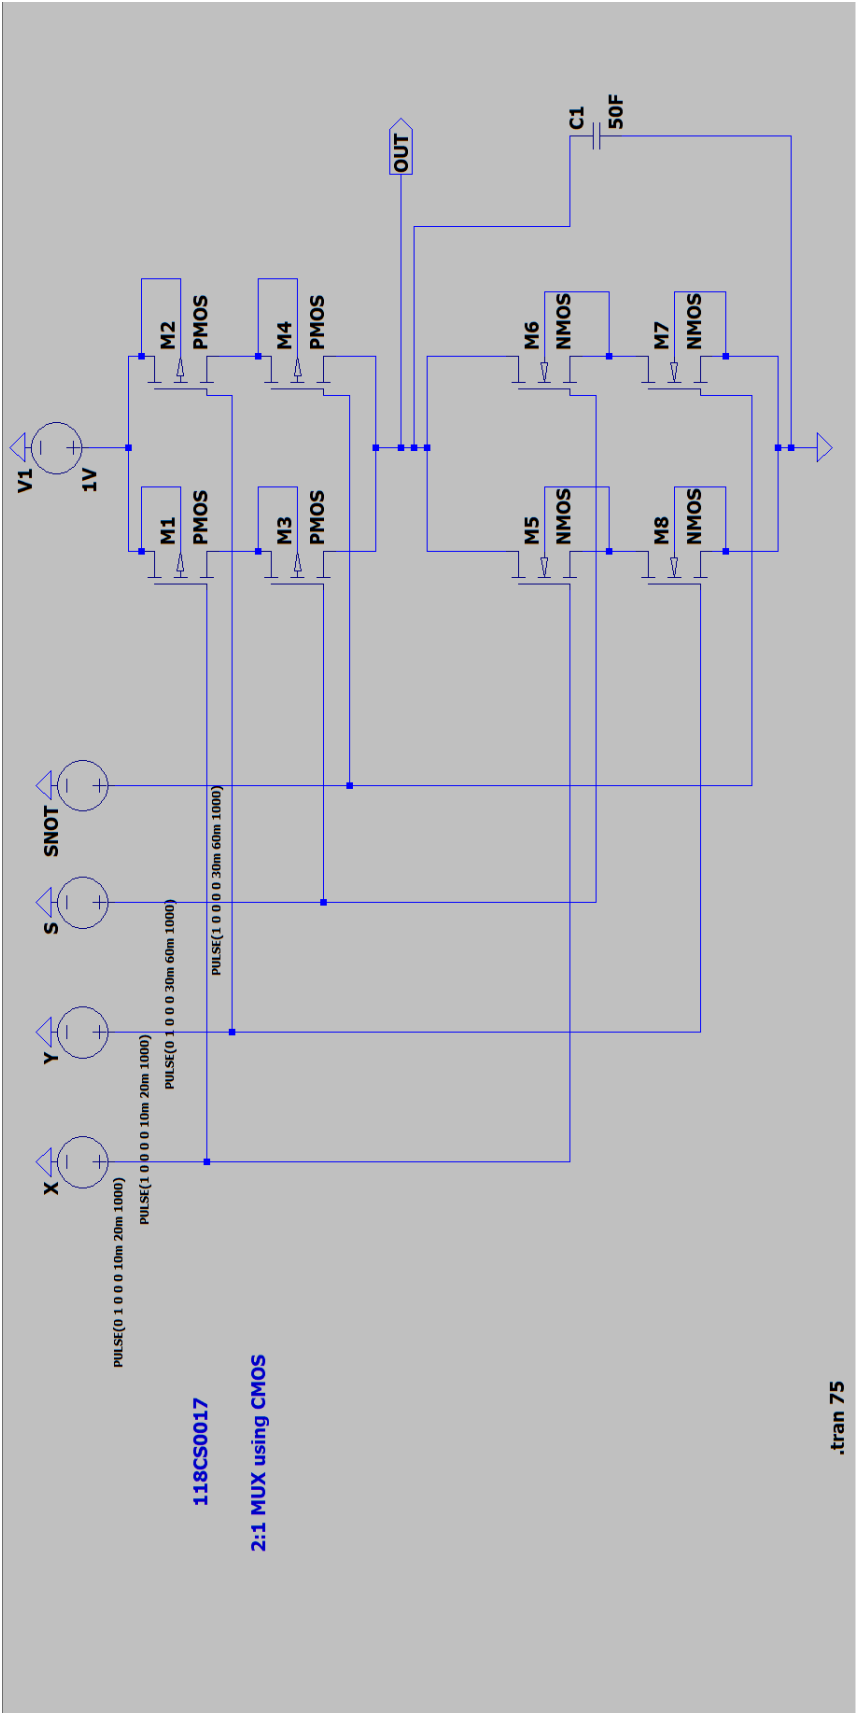 V1
X
Y
S
SNOT
1V
PULSE(0 1 0 0 0 10m 20m 1000)
PULSE(1 0 0 0 0 10m 20m 1000)
PULSE(0 1 0 0 0 30m 60m 1000)
PULSE(1 0 0 0 0 30m 60m 1000)
M1
PMOS
M2
PMOS
M3
PMOS
M4
PMOS
OUT
C1
50F
M5
NMOS
M6
NMOS
M8
NMOS
M7
NMOS
118CS0017
2:1 MUX using CMOS
.tran 75